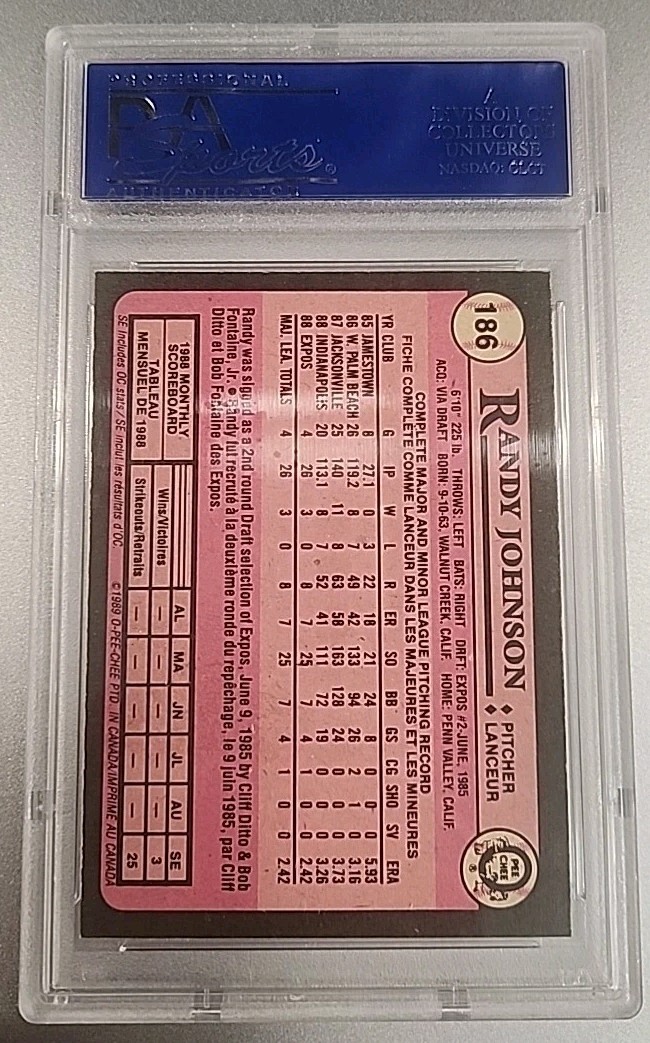 PROFESSIONAL
PSA
Sports®
AUTHENTICATOR
A
DIVISION OF
COLLECTORS
UNIVERSE
NASDAQ: CLCT
186
RANDY JOHNSON
♦ PITCHER
♦ LANCEUR
O PEE CHEE ®
6'10" 225 lb. THROWS: LEFT BATS: RIGHT DRFT: EXPOS #2-JUNE, 1985
ACQ: VIA DRAFT BORN: 9-10-63, WALNUT CREEK, CALIF. HOME: PENN VALLEY, CALIF.
COMPLETE MAJOR AND MINOR LEAGUE PITCHING RECORD
FICHE COMPLETE COMME LANCEUR DANS LES MAJEURES ET LES MINEURES
YR CLUB G IP W L R ER SO BB GS CG SHO SV ERA
85 JAMESTOWN 8 27.1 0 3 22 18 21 24 8 0 0 0 5.93
86 W. PALM BEACH 26 119.2 8 7 49 42 133 94 26 2 1 0 3.16
87 JACKSONVILLE 25 140 11 8 63 58 163 128 24 0 0 0 3.73
88 INDIANAPOLIS 20 113.1 8 7 52 41 111 72 19 0 0 0 3.26
88 EXPOS 4 26 3 0 8 7 25 7 4 1 0 0 2.42
MAJ. LEA. TOTALS 4 26 3 0 8 7 25 7 4 1 0 0 2.42
Randy was signed as a 2nd round Draft selection of Expos, June 9, 1985 by Cliff Ditto & Bob
Fontaine, Jr. • Randy fut recruté à la deuxième ronde du repêchage, le 9 juin 1985, par Cliff
Ditto et Bob Fontaine des Expos.
1988 MONTHLY
SCOREBOARD
TABLEAU
MENSUEL DE 1988
AL MA JN JL AU SE
Wins/Victoires — — — — — 3
Strikeouts/Retraits — — — — — 25
SE includes OC stats / SE inclut les résultats d'OC.
©1989 O-PEE-CHEE PTD. IN CANADA/IMPRIMÉ AU CANADA